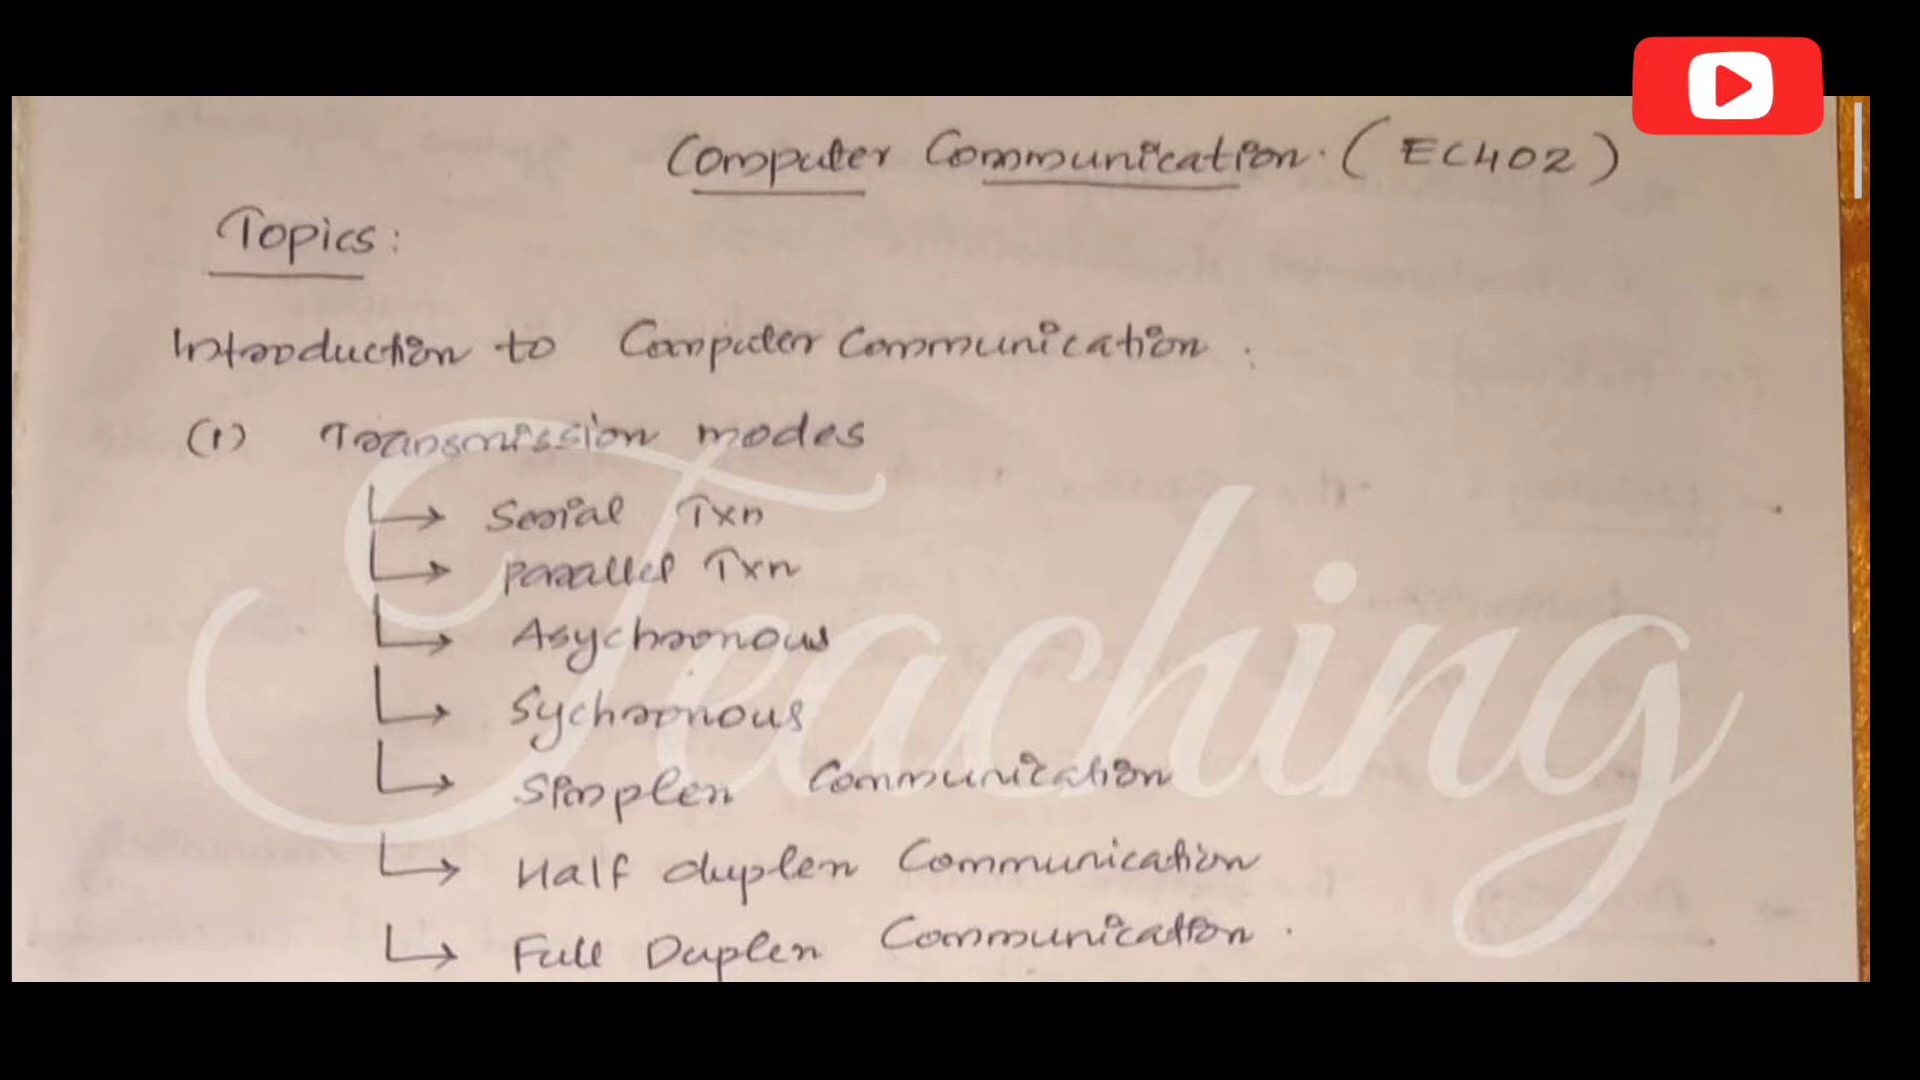 Computer Communication. (EC402)
Topics:
Introduction to Computer Communication.
(1) Transmission modes
Serial Txn
parallel Txn
Asychronous
Sychronous
Simplex Communication
Half duplex Communication
Full Duplex Communication.
Teaching